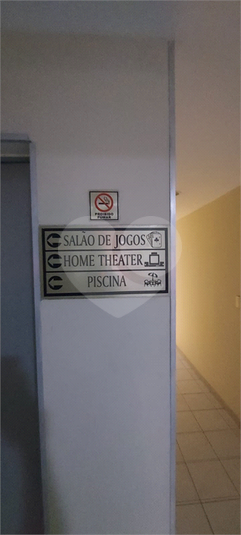 PROIBIDO
FUMAR
SALÃO DE JOGOS
HOME THEATER
PISCINA